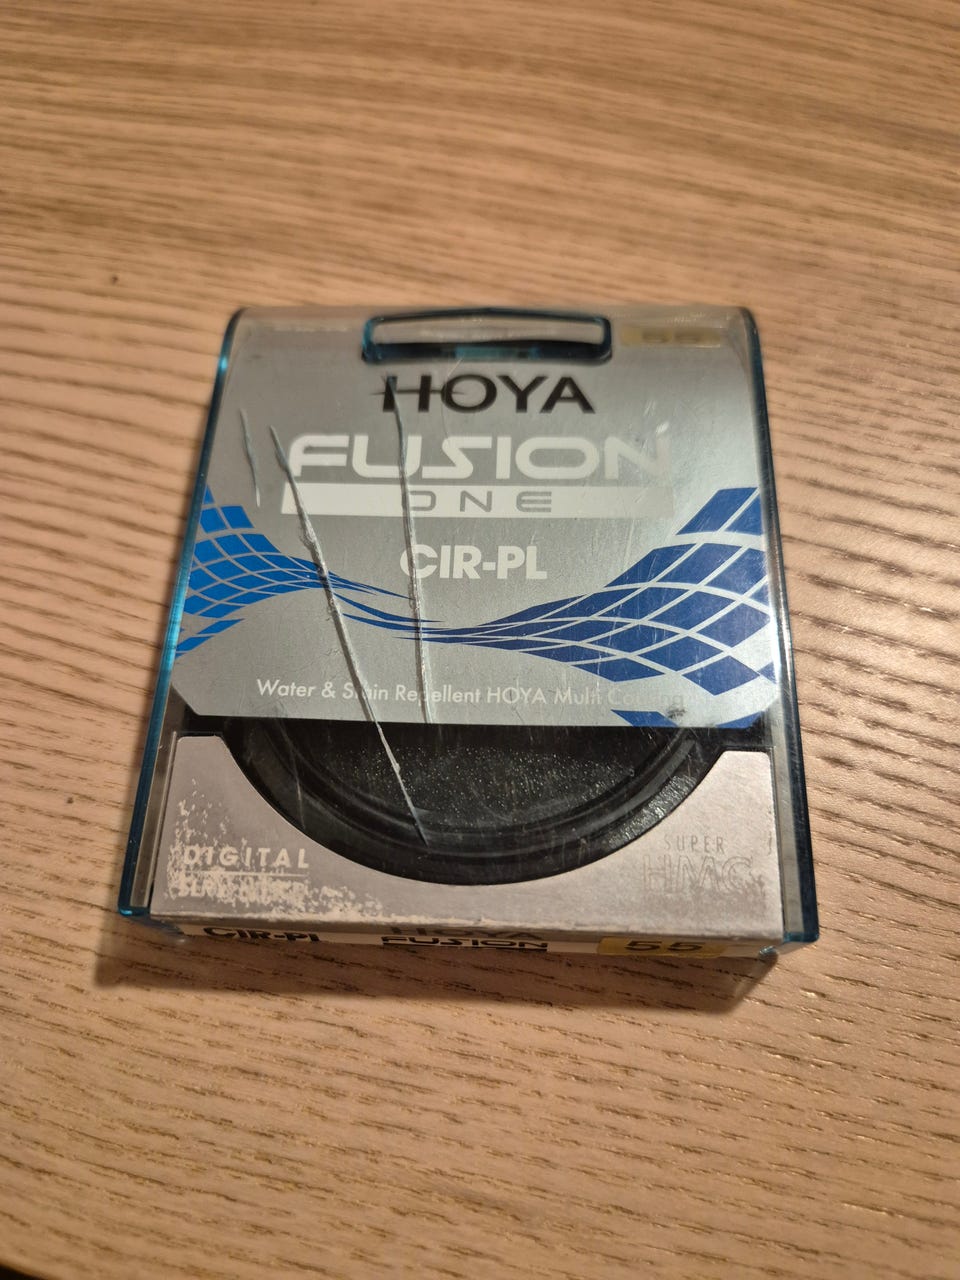 55
HOYA
FUSION
ONE
CIR-PL
Water & Stain Repellent HOYA Multi Coating
DIGITAL
SUPER
HMC
CIR-PL
HOYA
FUSION
55